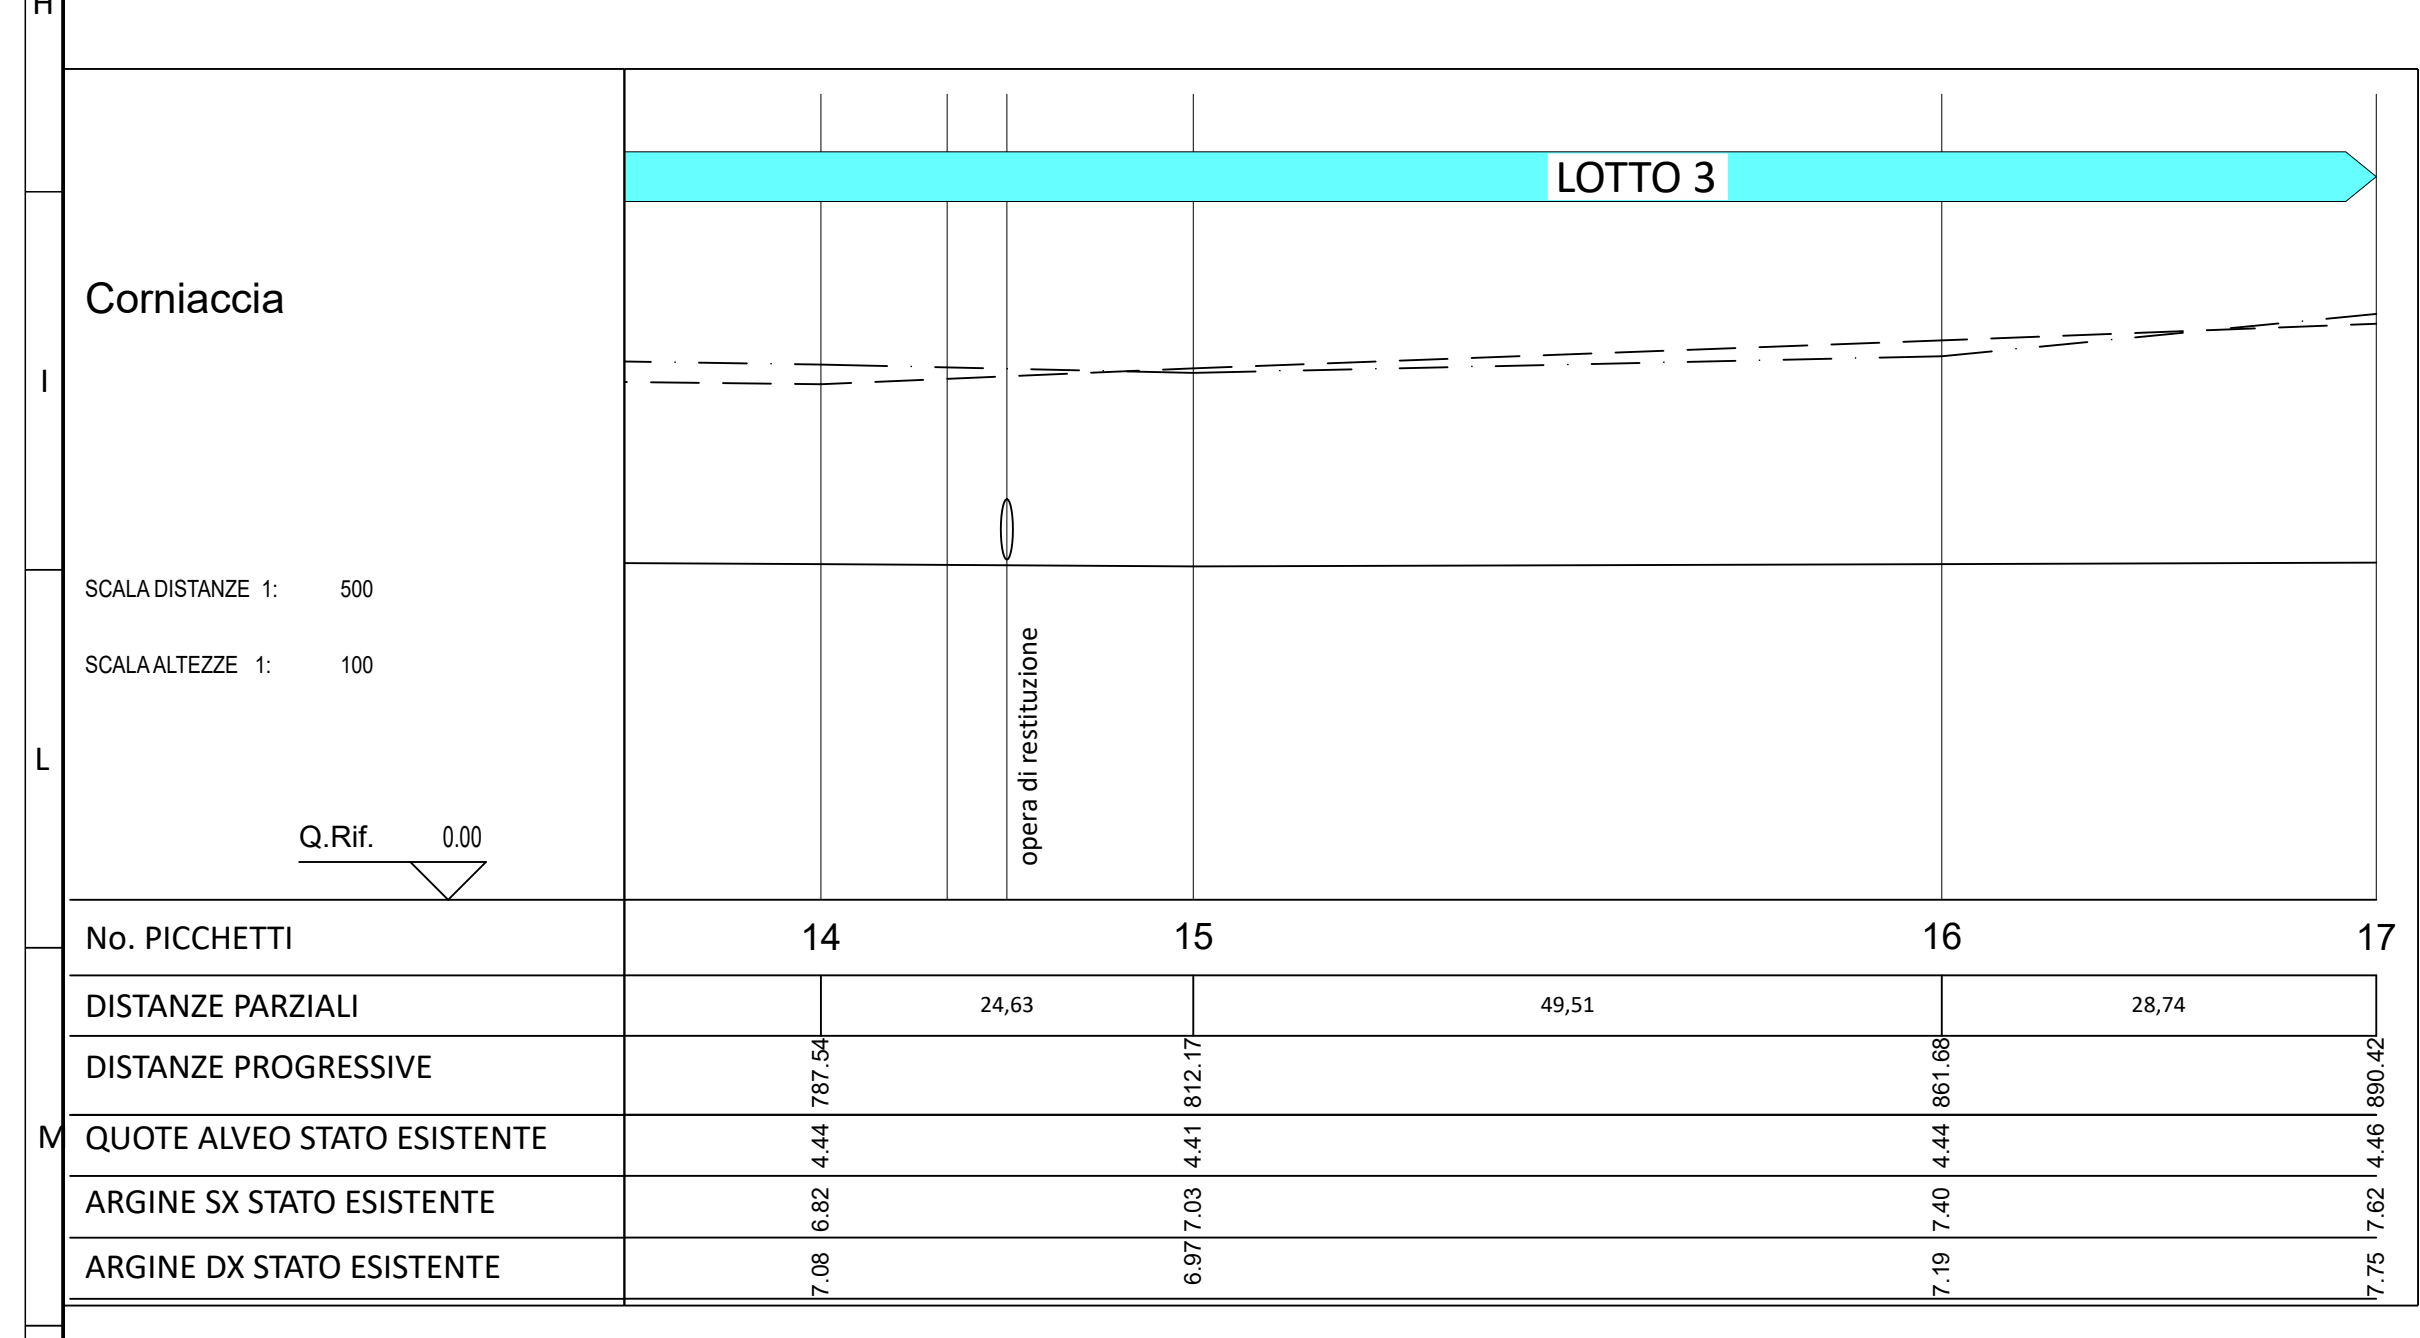 H
LOTTO 3
Corniaccia
I
SCALA DISTANZE 1: 500
SCALA ALTEZZE 1: 100
opera di restituzione
L
Q.Rif. 0.00
No. PICCHETTI 14 15 16 17
DISTANZE PARZIALI 24,63 49,51 28,74
DISTANZE PROGRESSIVE 787.54 812.17 861.68 890.42
M
QUOTE ALVEO STATO ESISTENTE 4.44 4.41 4.44 4.46
ARGINE SX STATO ESISTENTE 6.82 7.03 7.40 7.62
ARGINE DX STATO ESISTENTE 7.08 6.97 7.19 7.75